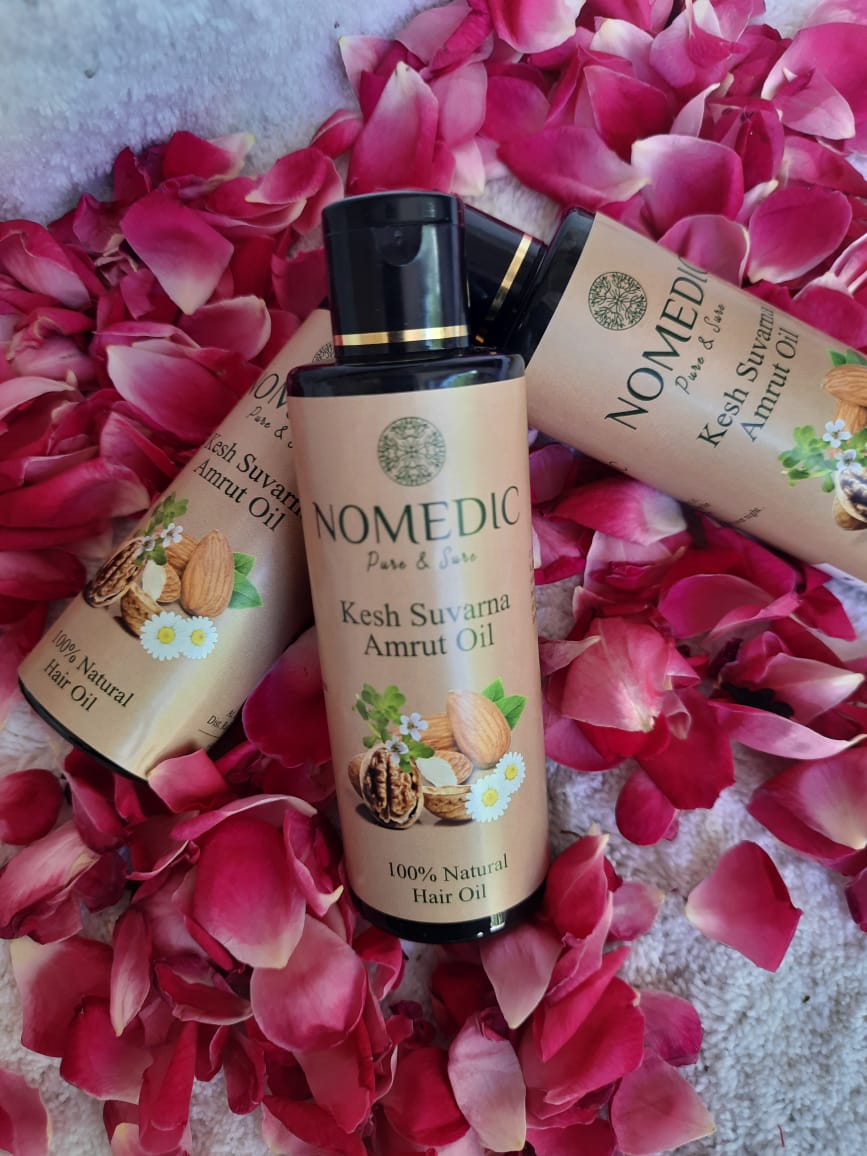 NOMEDIC
Pure & Sure
Kesh Suvarna
Amrut Oil
100% Natural
Hair Oil
Pure &
Kesh Suvarna
Amrut Oil
100% Natural
Hair Oil
NOMEDIC
Pure & Sure
Kesh Suvarna
Amrut Oil